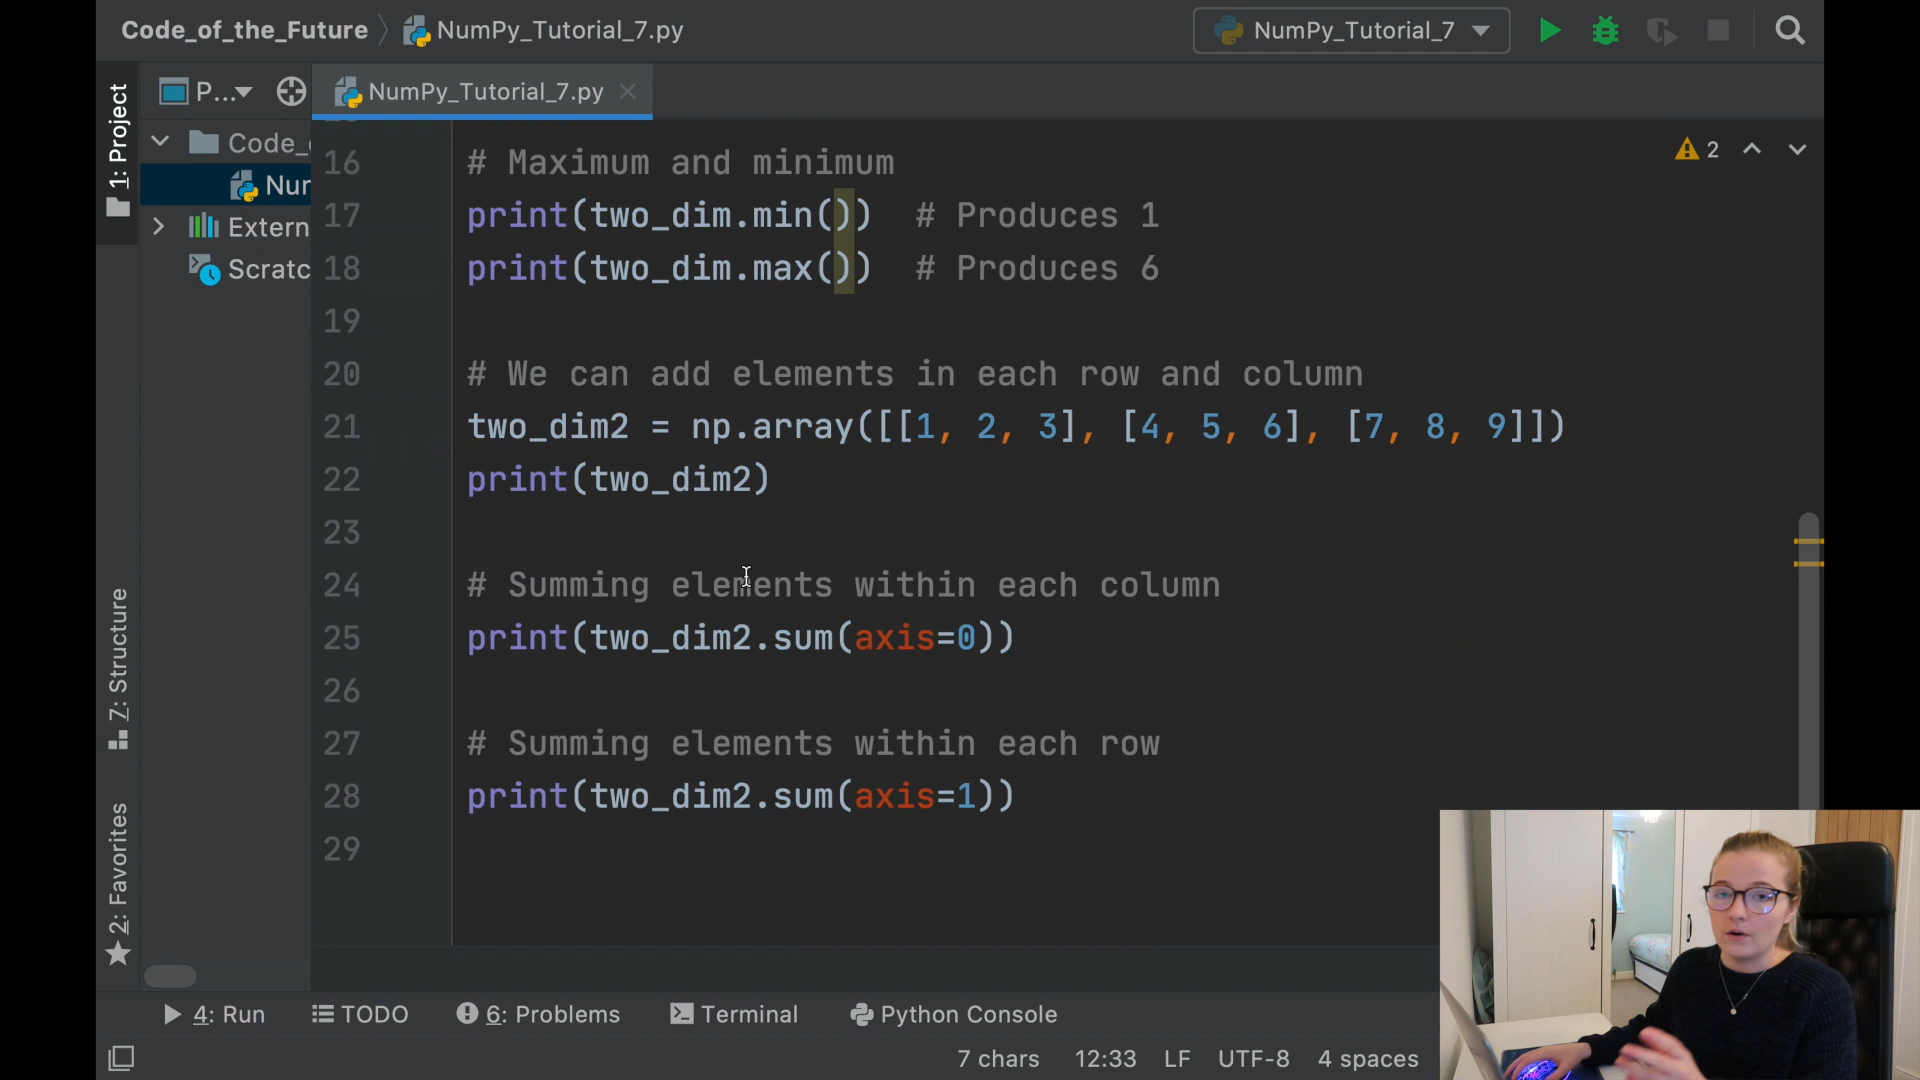 Code_of_the_Future NumPy_Tutorial_7.py NumPy_Tutorial_7
1: Project P... NumPy_Tutorial_7.py
Code_
Nur
Extern
Scratc
2
16 # Maximum and minimum
17 print(two_dim.min()) # Produces 1
18 print(two_dim.max()) # Produces 6
19
20 # We can add elements in each row and column
21 two_dim2 = np.array([[1, 2, 3], [4, 5, 6], [7, 8, 9]])
22 print(two_dim2)
23
24 # Summing elements within each column
25 print(two_dim2.sum(axis=0))
26
27 # Summing elements within each row
28 print(two_dim2.sum(axis=1))
29
7: Structure
2: Favorites
4: Run TODO 6: Problems Terminal Python Console
7 chars 12:33 LF UTF-8 4 spaces